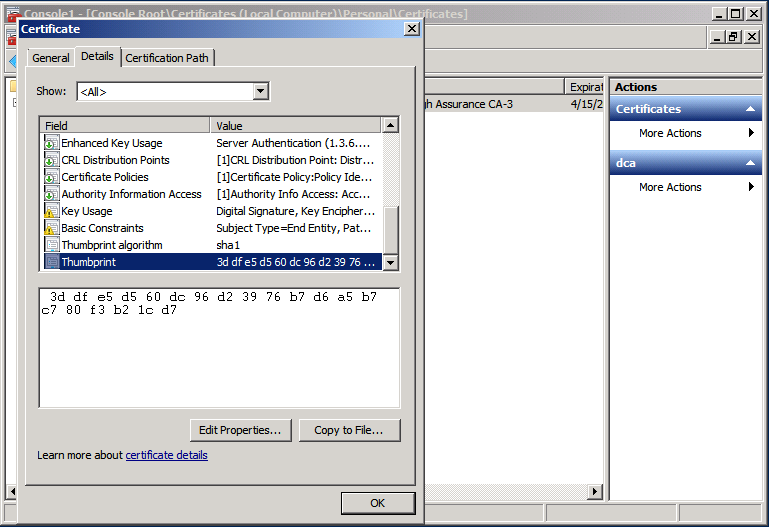 Console1 - [Console Root\Certificates (Local Computer)\Personal\Certificates]
Certificate
General Details Certification Path
Show: <All>
Field Value
Enhanced Key Usage Server Authentication (1.3.6....
CRL Distribution Points [1]CRL Distribution Point: Distr...
Certificate Policies [1]Certificate Policy:Policy Ide...
Authority Information Access [1]Authority Info Access: Acc...
Key Usage Digital Signature, Key Encipher...
Basic Constraints Subject Type=End Entity, Pat...
Thumbprint algorithm sha1
Thumbprint 3d df e5 d5 60 dc 96 d2 39 76 ...
3d df e5 d5 60 dc 96 d2 39 76 b7 d6 a5 b7
c7 80 f3 b2 1c d7
Edit Properties... Copy to File...
Learn more about certificate details
OK
Expirat
gh Assurance CA-3 4/15/2
Actions
Certificates
More Actions
dca
More Actions